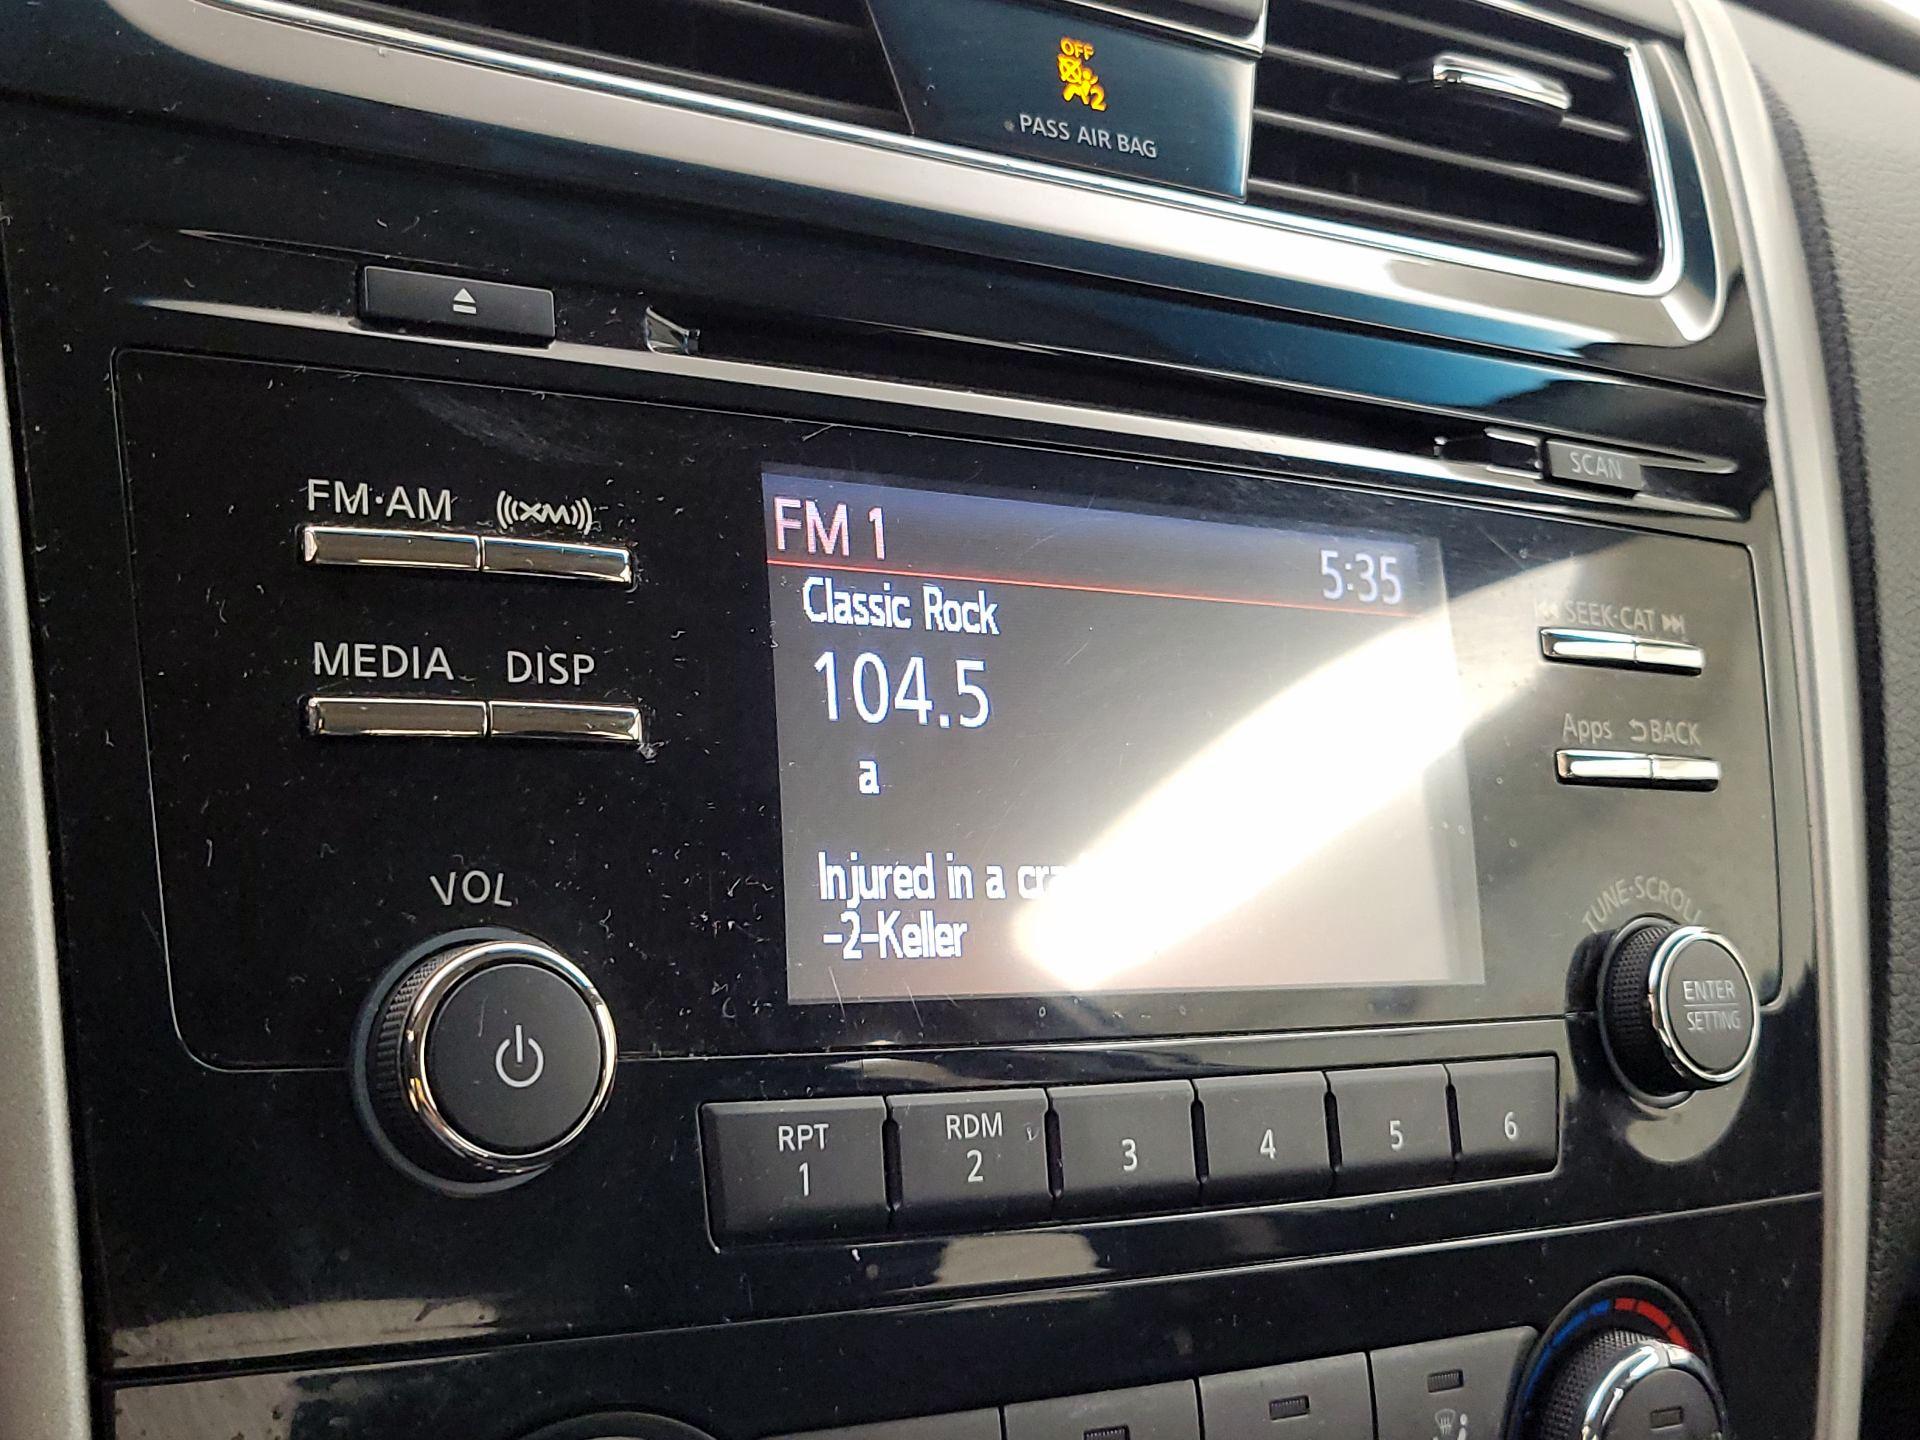 OFF
2
PASS AIR BAG
SCAN
FM·AM (((XM)))
MEDIA DISP
FM 1 5:35
Classic Rock
104.5
a
Injured in a
-2-Keller
SEEK·CAT
Apps BACK
VOL
TUNE·SCROLL
ENTER
SETTING
RPT
1
RDM
2
3
4
5
6